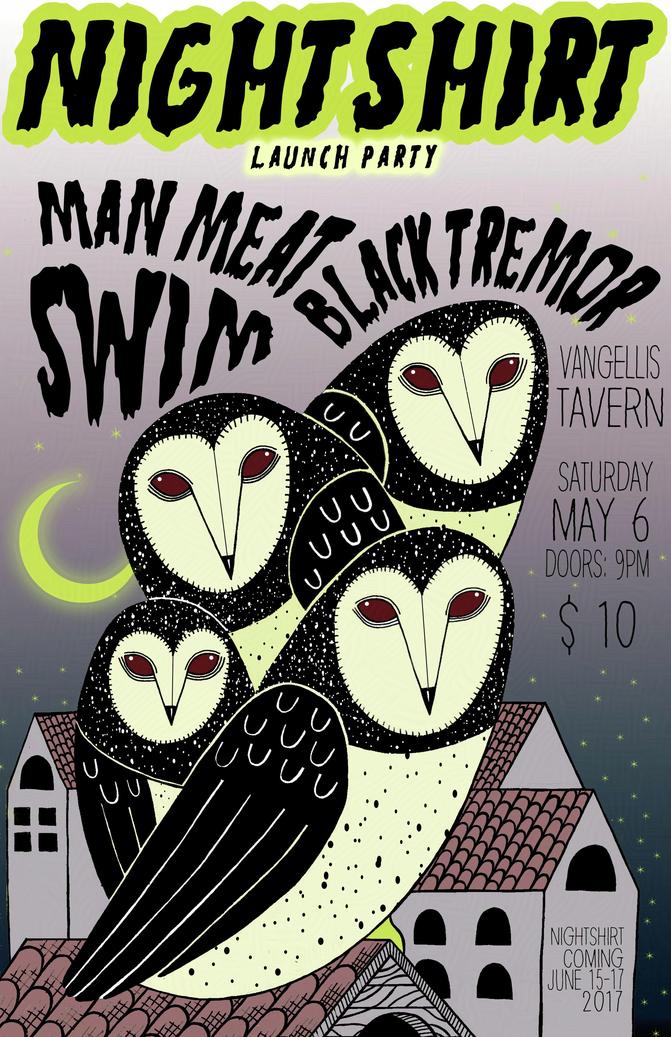 NIGHTSHIRT
LAUNCH PARTY
MAN MEAT
SWIM
BLACK TREMOR
VANGELLIS
TAVERN
SATURDAY
MAY 6
DOORS: 9PM
$ 10
NIGHTSHIRT
COMING
JUNE 15-17
2017